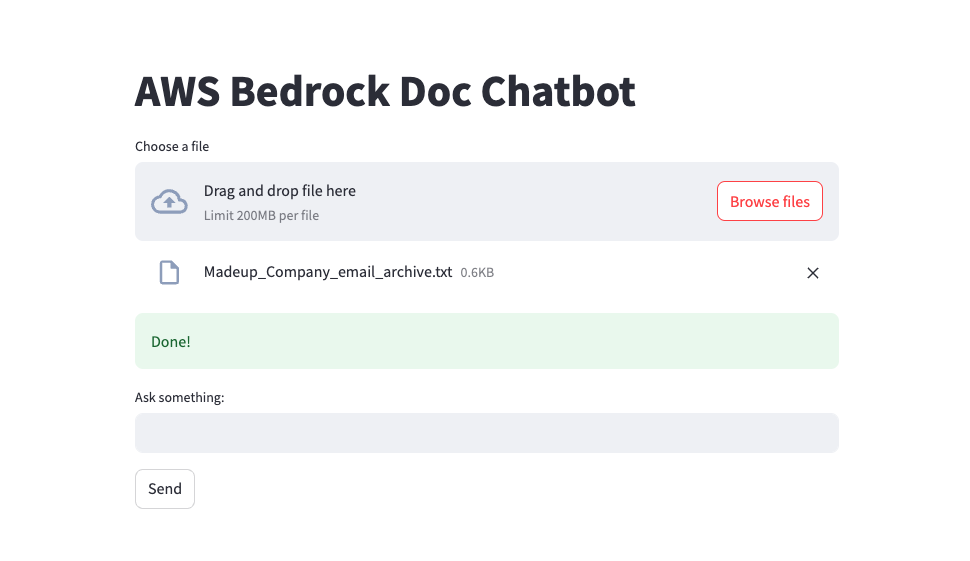 AWS Bedrock Doc Chatbot
Choose a file
Drag and drop file here
Limit 200MB per file
Browse files
Madeup_Company_email_archive.txt 0.6KB
Done!
Ask something:
Send